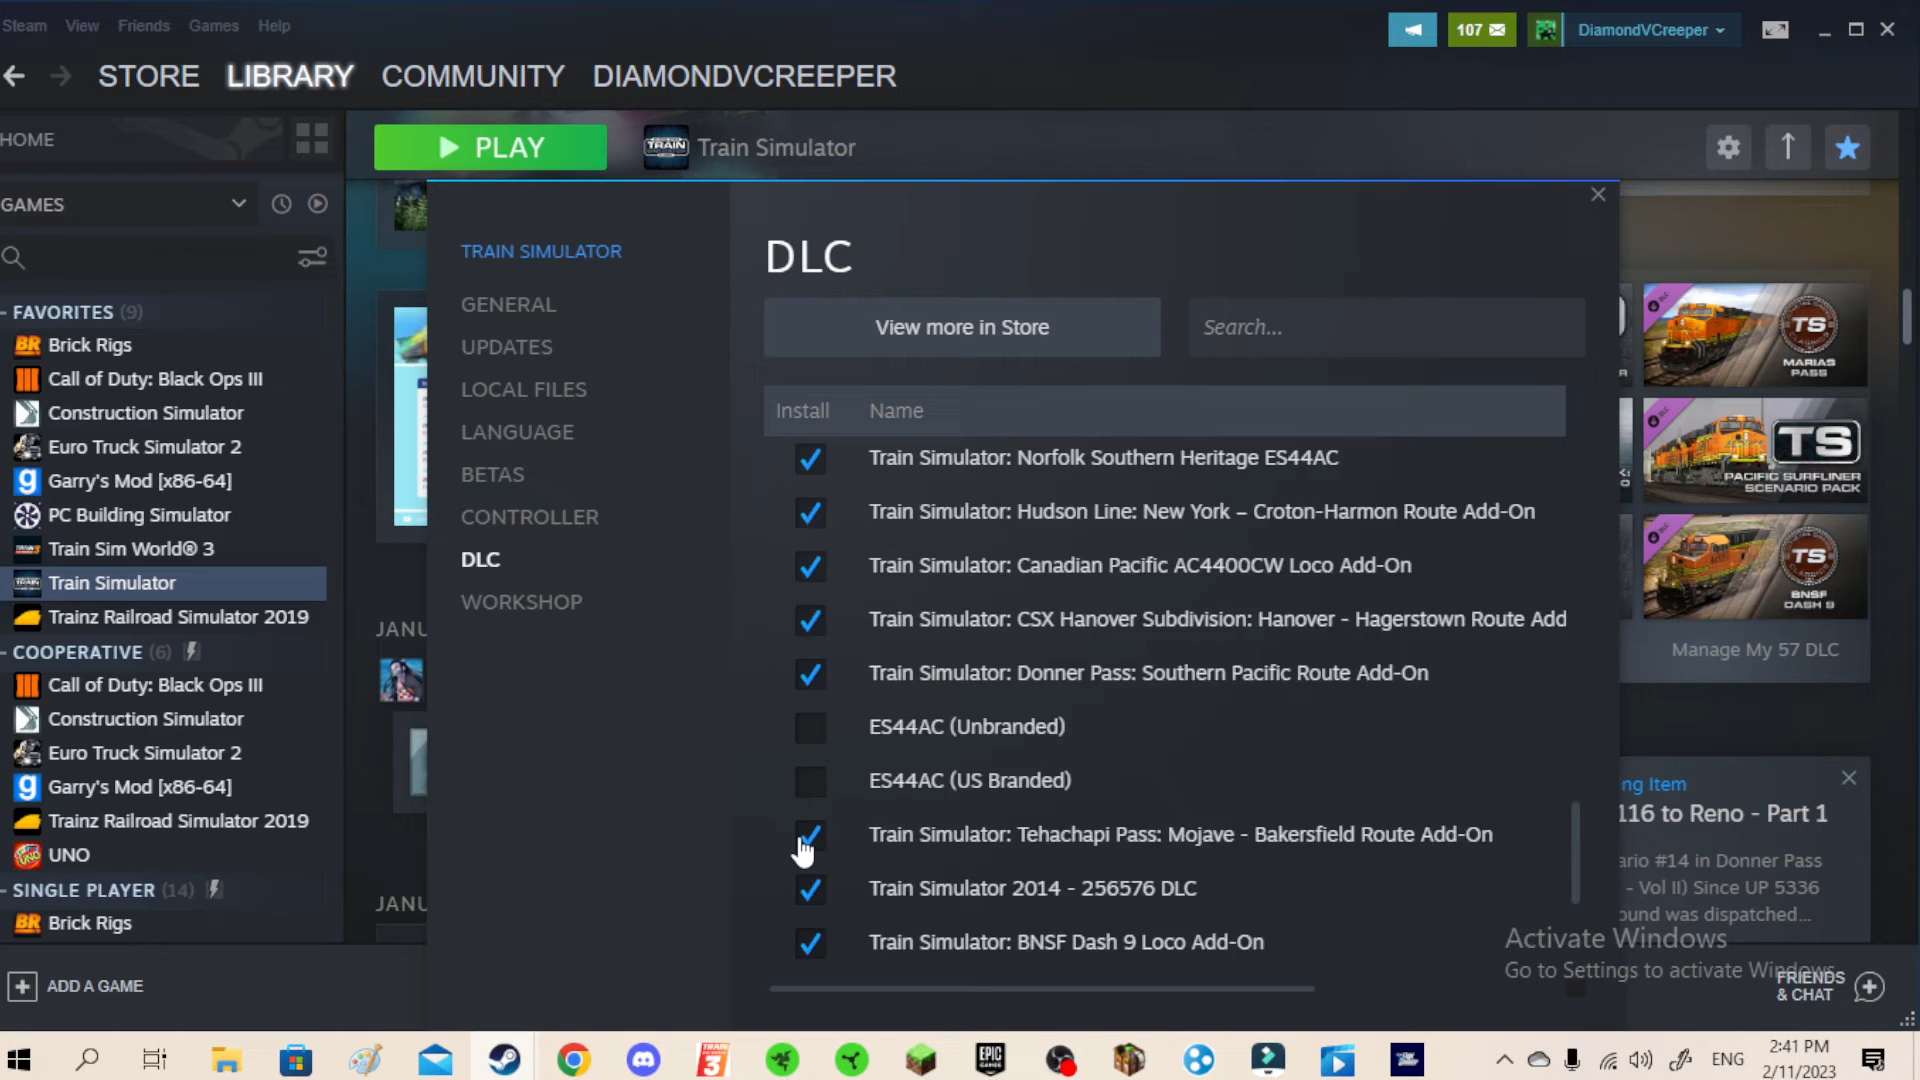 Steam View Friends Games Help
107
DiamondVCreeper
STORE LIBRARY COMMUNITY DIAMONDVCREEPER
HOME
PLAY
TRAIN
Train Simulator
GAMES
FAVORITES (9)
Brick Rigs
Call of Duty: Black Ops III
Construction Simulator
Euro Truck Simulator 2
Garry's Mod [x86-64]
PC Building Simulator
Train Sim World® 3
Train Simulator
Trainz Railroad Simulator 2019
COOPERATIVE (6)
Call of Duty: Black Ops III
Construction Simulator
Euro Truck Simulator 2
Garry's Mod [x86-64]
Trainz Railroad Simulator 2019
UNO
SINGLE PLAYER (14)
Brick Rigs
ADD A GAME
JANU
JANU
TRAIN SIMULATOR
GENERAL
UPDATES
LOCAL FILES
LANGUAGE
BETAS
CONTROLLER
DLC
WORKSHOP
DLC
View more in Store
Search...
Install Name
Train Simulator: Norfolk Southern Heritage ES44AC
Train Simulator: Hudson Line: New York – Croton-Harmon Route Add-On
Train Simulator: Canadian Pacific AC4400CW Loco Add-On
Train Simulator: CSX Hanover Subdivision: Hanover - Hagerstown Route Add
Train Simulator: Donner Pass: Southern Pacific Route Add-On
ES44AC (Unbranded)
ES44AC (US Branded)
Train Simulator: Tehachapi Pass: Mojave - Bakersfield Route Add-On
Train Simulator 2014 - 256576 DLC
Train Simulator: BNSF Dash 9 Loco Add-On
DLC
TS
MARIAS
PASS
DLC
TS
PACIFIC SURFLINER
SCENARIO PACK
DLC
TS
BNSF
DASH 9
Manage My 57 DLC
ng Item
116 to Reno - Part 1
ario #14 in Donner Pass
- Vol II) Since UP 5336
ound was dispatched...
Activate Windows
Go to Settings to activate Windows.
FRIENDS
& CHAT
TRAIN
3
EPIC
GAMES
ENG
2:41 PM
2/11/2023